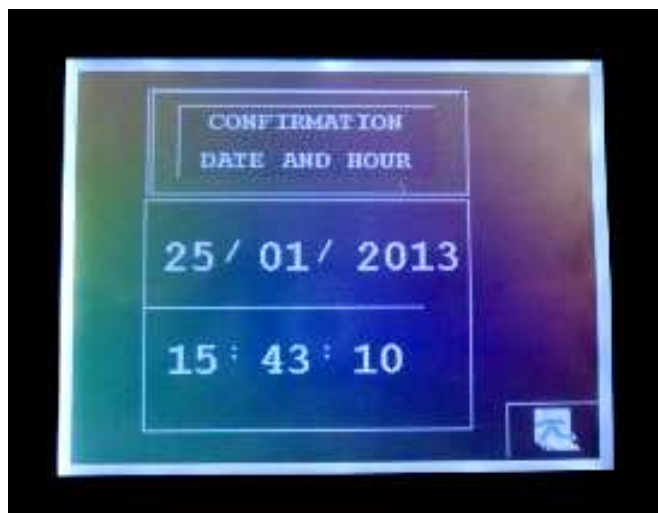 CONFIRMATION
DATE AND HOUR
25/ 01/ 2013
15: 43: 10